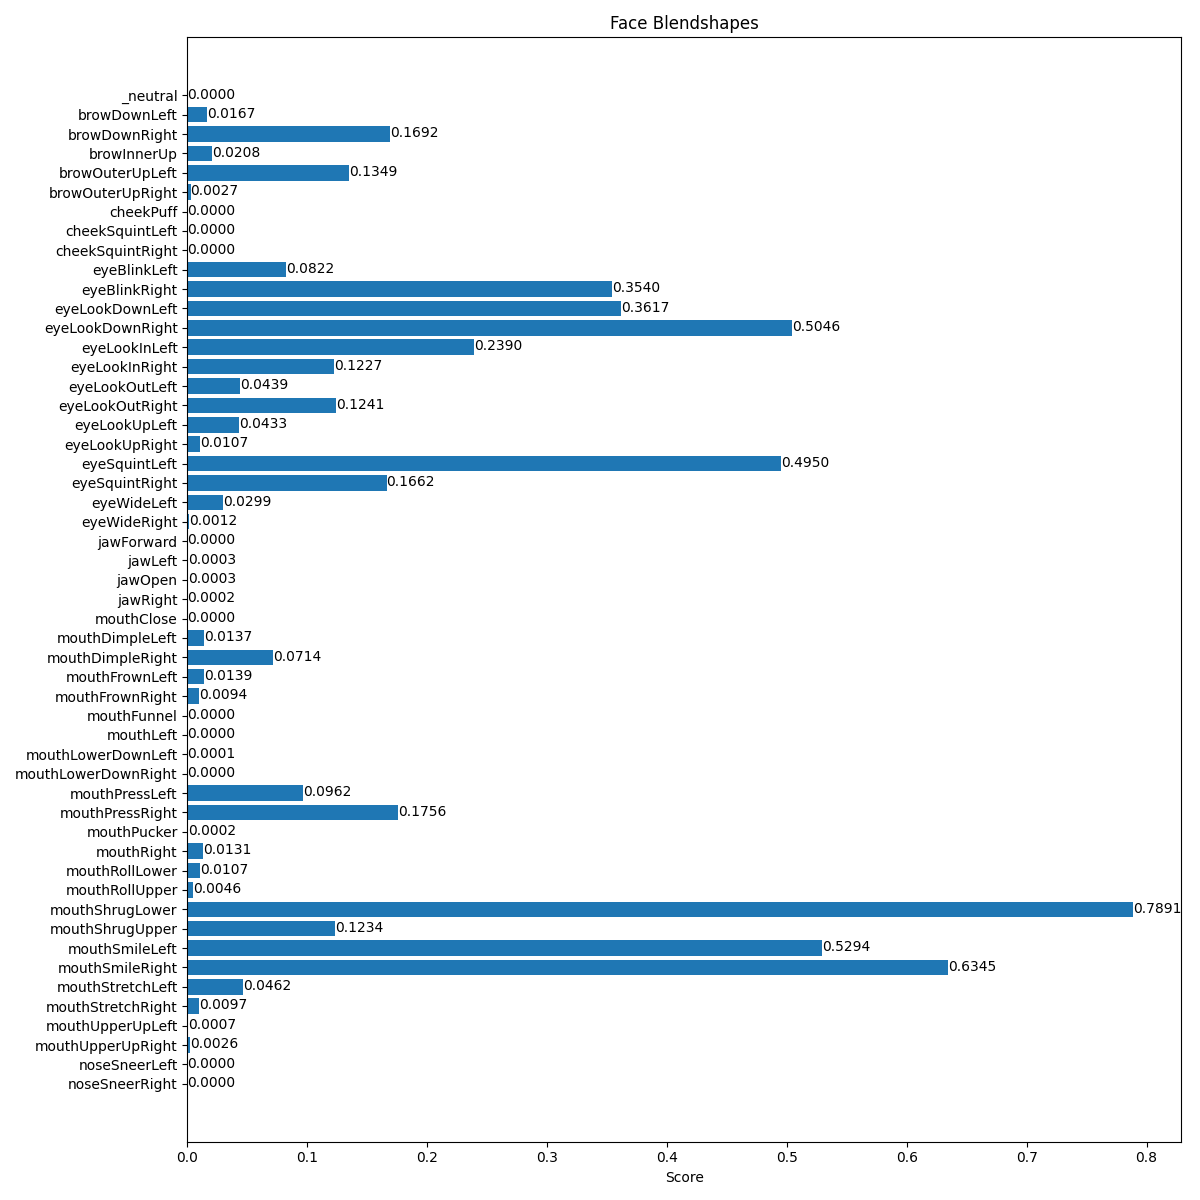 Face Blendshapes
_neutral 0.0000
browDownLeft 0.0167
browDownRight 0.1692
browInnerUp 0.0208
browOuterUpLeft 0.1349
browOuterUpRight 0.0027
cheekPuff 0.0000
cheekSquintLeft 0.0000
cheekSquintRight 0.0000
eyeBlinkLeft 0.0822
eyeBlinkRight 0.3540
eyeLookDownLeft 0.3617
eyeLookDownRight 0.5046
eyeLookInLeft 0.2390
eyeLookInRight 0.1227
eyeLookOutLeft 0.0439
eyeLookOutRight 0.1241
eyeLookUpLeft 0.0433
eyeLookUpRight 0.0107
eyeSquintLeft 0.4950
eyeSquintRight 0.1662
eyeWideLeft 0.0299
eyeWideRight 0.0012
jawForward 0.0000
jawLeft 0.0003
jawOpen 0.0003
jawRight 0.0002
mouthClose 0.0000
mouthDimpleLeft 0.0137
mouthDimpleRight 0.0714
mouthFrownLeft 0.0139
mouthFrownRight 0.0094
mouthFunnel 0.0000
mouthLeft 0.0000
mouthLowerDownLeft 0.0001
mouthLowerDownRight 0.0000
mouthPressLeft 0.0962
mouthPressRight 0.1756
mouthPucker 0.0002
mouthRight 0.0131
mouthRollLower 0.0107
mouthRollUpper 0.0046
mouthShrugLower 0.7891
mouthShrugUpper 0.1234
mouthSmileLeft 0.5294
mouthSmileRight 0.6345
mouthStretchLeft 0.0462
mouthStretchRight 0.0097
mouthUpperUpLeft 0.0007
mouthUpperUpRight 0.0026
noseSneerLeft 0.0000
noseSneerRight 0.0000
0.0 0.1 0.2 0.3 0.4 0.5 0.6 0.7 0.8
Score